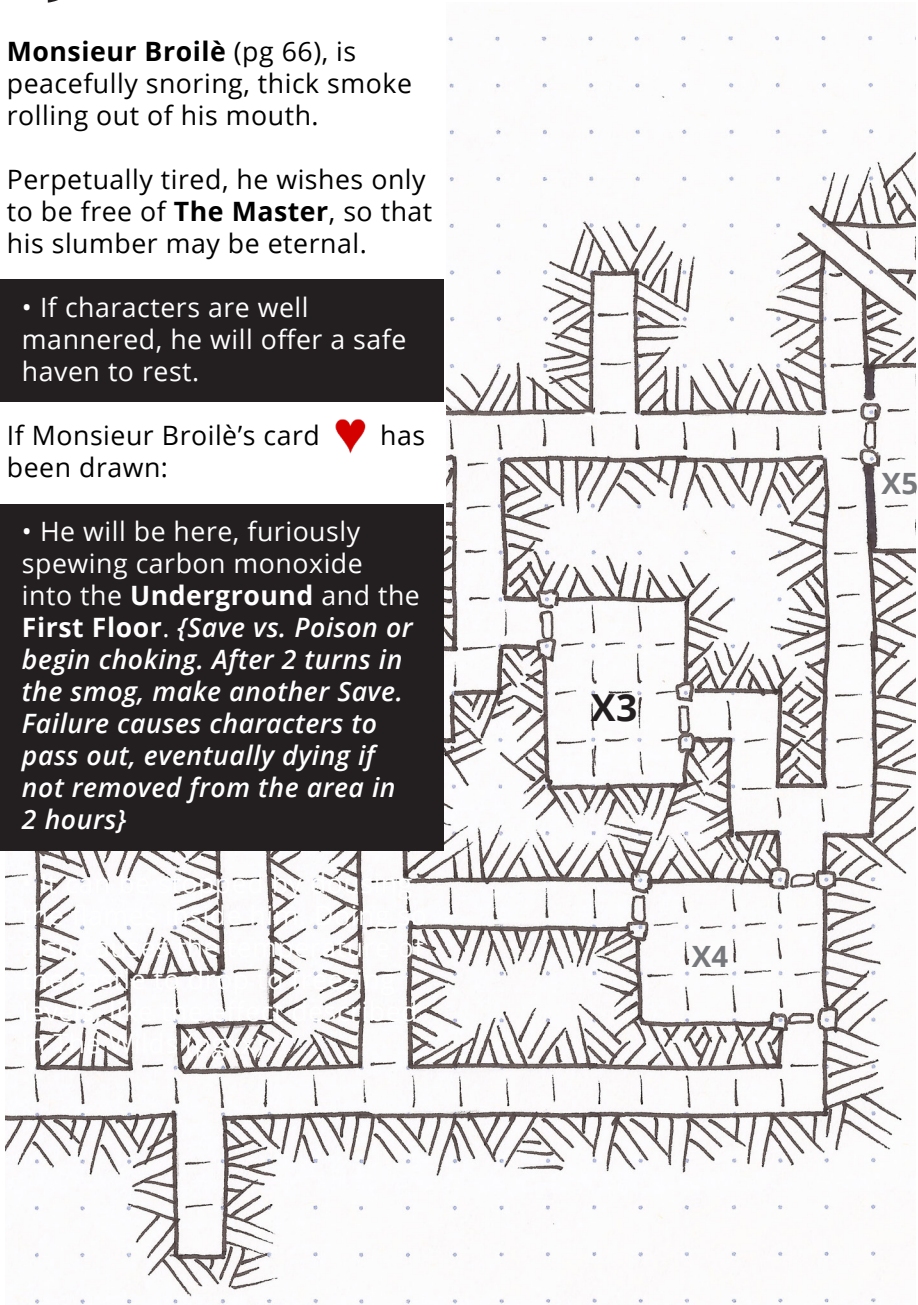 Monsieur Broilè (pg 66), is
peacefully snoring, thick smoke
rolling out of his mouth.
Perpetually tired, he wishes only
to be free of The Master, so that
his slumber may be eternal.
• If characters are well
mannered, he will offer a safe
haven to rest.
If Monsieur Broilè’s card ♥ has
been drawn:
• He will be here, furiously
spewing carbon monoxide
into the Underground and the
First Floor. {Save vs. Poison or
begin choking. After 2 turns in
the smog, make another Save.
Failure causes characters to
pass out, eventually dying if
not removed from the area in
2 hours}
X5
X3
X4